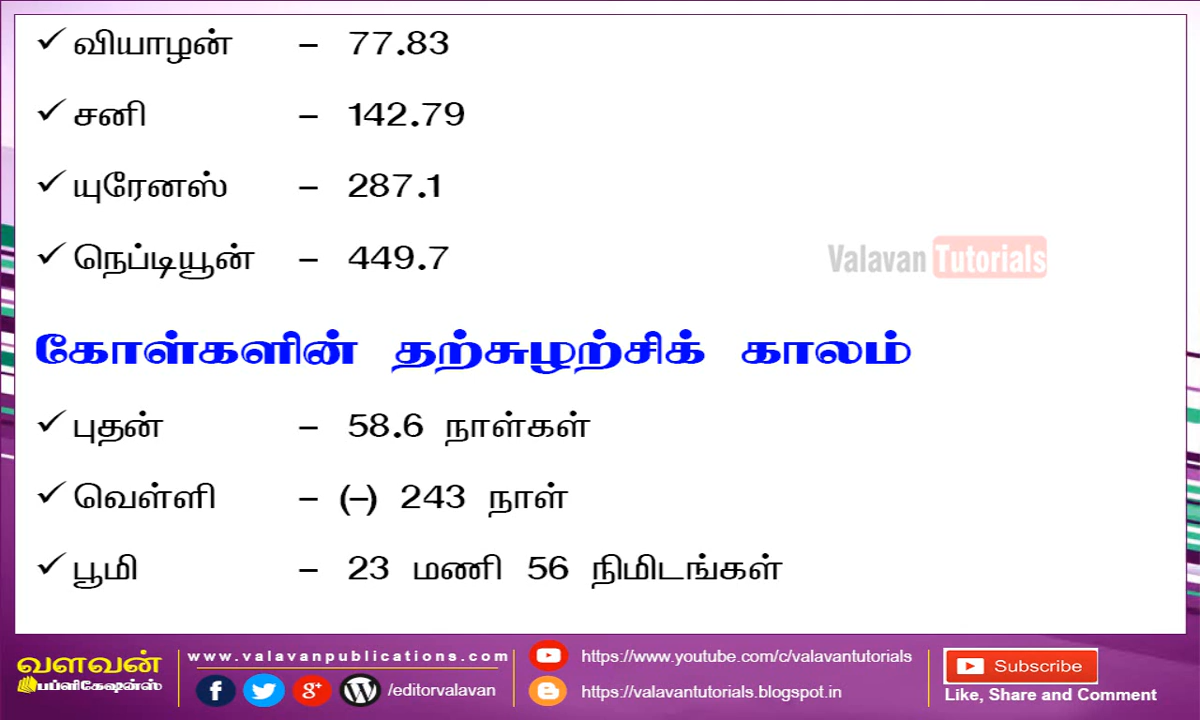 ✓ வியாழன் – 77.83
✓ சனி – 142.79
✓ யுரேனஸ் – 287.1
✓ நெப்டியூன் – 449.7
Valavan Tutorials
கோள்களின் தற்சுழற்சிக் காலம்
✓ புதன் – 58.6 நாள்கள்
✓ வெள்ளி – (–) 243 நாள்
✓ பூமி – 23 மணி 56 நிமிடங்கள்
வளவன்
பப்ளிகேஷன்ஸ்
www.valavanpublications.com
/editorvalavan
https://www.youtube.com/c/valavantutorials
https://valavantutorials.blogspot.in
Subscribe
Like, Share and Comment